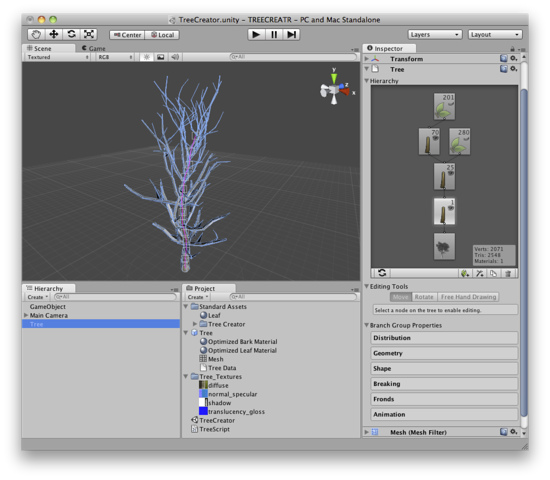 TreeCreator.unity – TREECREATR – PC and Mac Standalone
Center Local Layers Layout
Scene Game
Textured RGB All
y
z
x
Hierarchy
Create All
GameObject
Main Camera
Tree
Project
Create All
Standard Assets
Leaf
Tree Creator
Tree
Optimized Bark Material
Optimized Leaf Material
Mesh
Tree Data
Tree_Textures
diffuse
normal_specular
shadow
translucency_gloss
TreeCreator
TreeScript
Inspector
Transform
Tree
Hierarchy
201
70 280
25
1
Verts: 2071
Tris: 2548
Materials: 3
Editing Tools
Move Rotate Free Hand Drawing
Select a node on the tree to enable editing.
Branch Group Properties
Distribution
Geometry
Shape
Breaking
Fronds
Animation
Mesh (Mesh Filter)